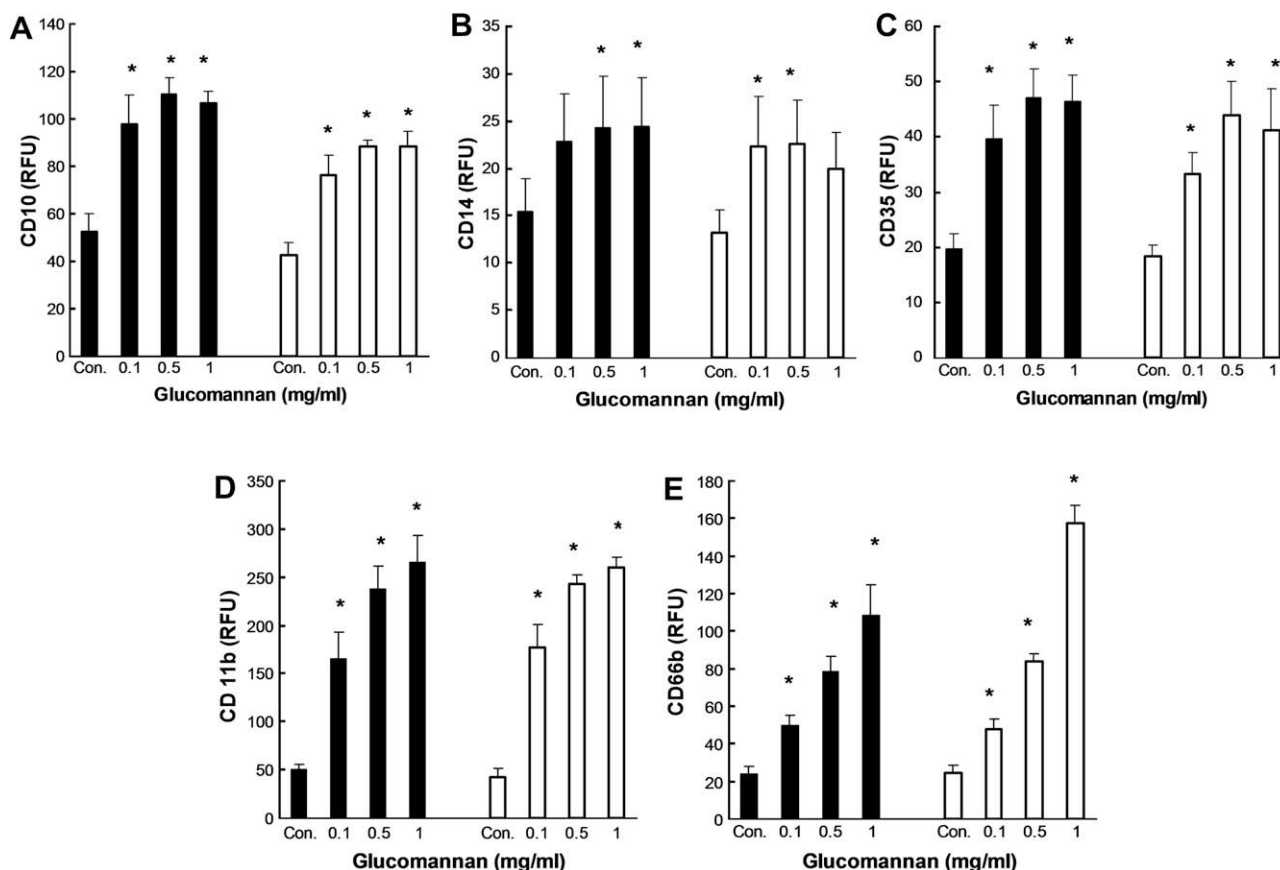 A
CD10 (RFU)
140
120
100
80
60
40
20
0
* * *
* * *
Con. 0.1 0.5 1 Con. 0.1 0.5 1
Glucomannan (mg/ml)
B
CD14 (RFU)
35
30
25
20
15
10
5
0
* *
* *
Con. 0.1 0.5 1 Con. 0.1 0.5 1
Glucomannan (mg/ml)
C
CD35 (RFU)
60
50
40
30
20
10
0
* * *
* * *
Con. 0.1 0.5 1 Con. 0.1 0.5 1
Glucomannan (mg/ml)
D
CD 11b (RFU)
350
300
250
200
150
100
50
0
* * *
* * *
Con. 0.1 0.5 1 Con. 0.1 0.5 1
Glucomannan (mg/ml)
E
CD66b (RFU)
180
160
140
120
100
80
60
40
20
0
* * *
* * *
Con. 0.1 0.5 1 Con. 0.1 0.5 1
Glucomannan (mg/ml)